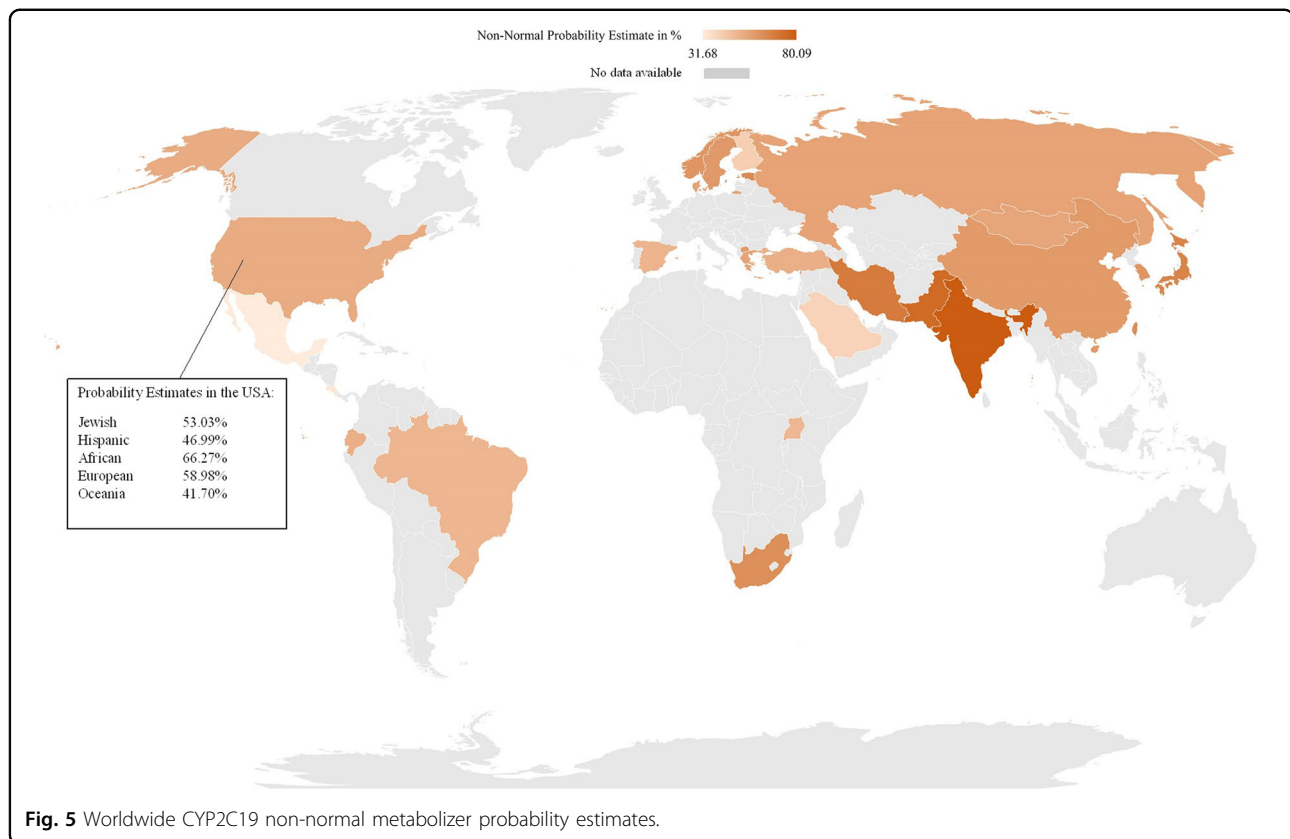 Non-Normal Probability Estimate in %
31.68 80.09
No data available
Probability Estimates in the USA:
Jewish 53.03%
Hispanic 46.99%
African 66.27%
European 58.98%
Oceania 41.70%
Fig. 5 Worldwide CYP2C19 non-normal metabolizer probability estimates.